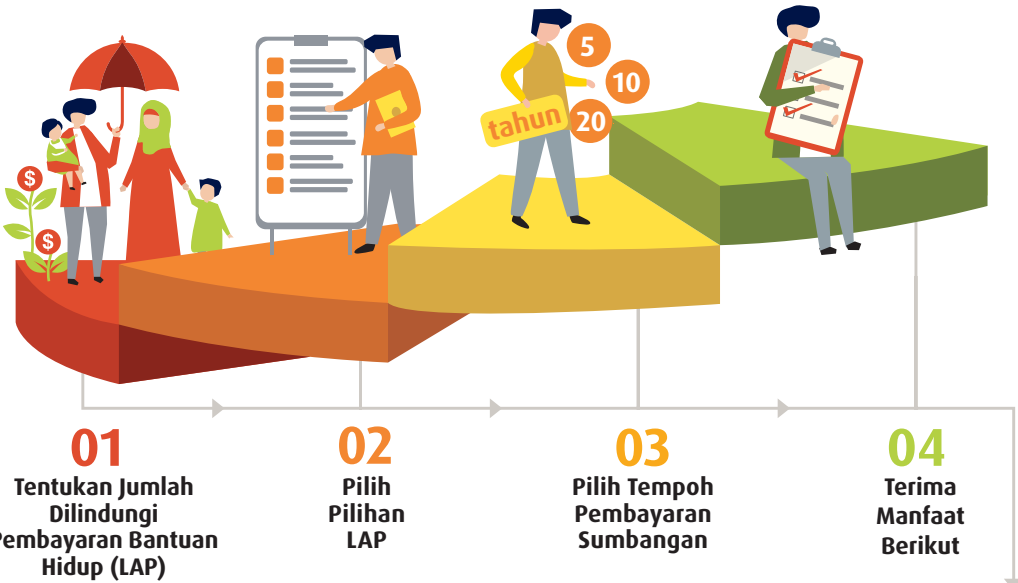 $
$
5
10
tahun 20
01
Tentukan Jumlah
Dilindungi
Pembayaran Bantuan
Hidup (LAP)
02
Pilih
Pilihan
LAP
03
Pilih Tempoh
Pembayaran
Sumbangan
04
Terima
Manfaat
Berikut